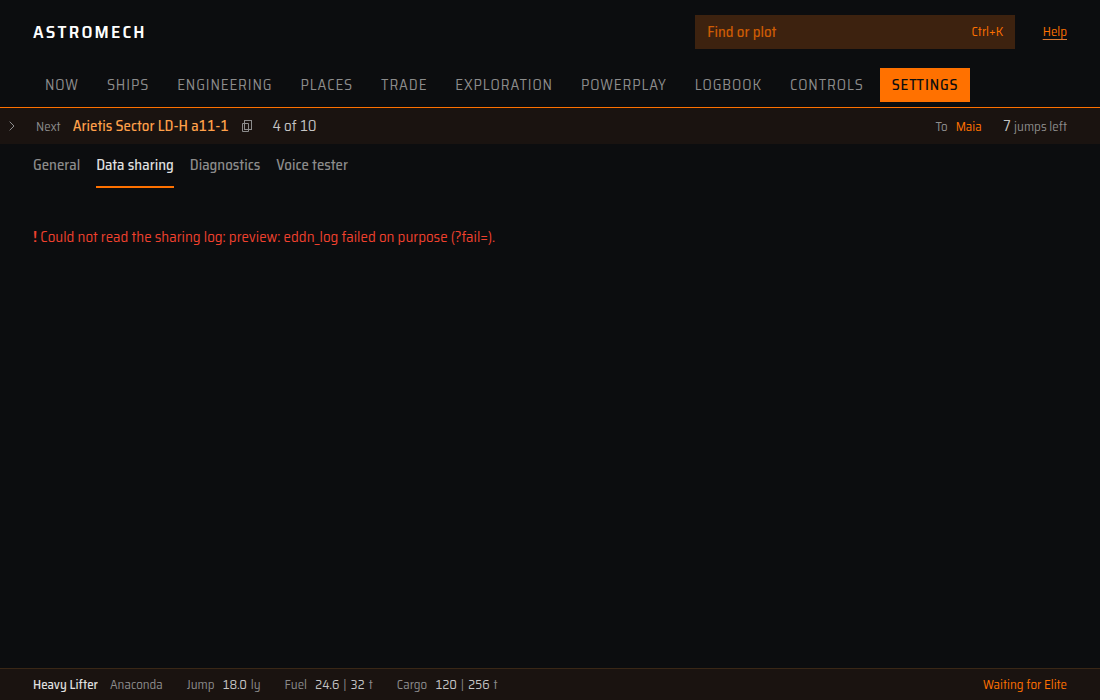 ASTROMECH
Find or plot Ctrl+K Help
NOW SHIPS ENGINEERING PLACES TRADE EXPLORATION POWERPLAY LOGBOOK CONTROLS SETTINGS
Next Arietis Sector LD-H a11-1 4 of 10 To Maia 7 jumps left
General Data sharing Diagnostics Voice tester
! Could not read the sharing log: preview: eddn_log failed on purpose (?fail=).
Heavy Lifter Anaconda Jump 18.0 ly Fuel 24.6 | 32 t Cargo 120 | 256 t Waiting for Elite